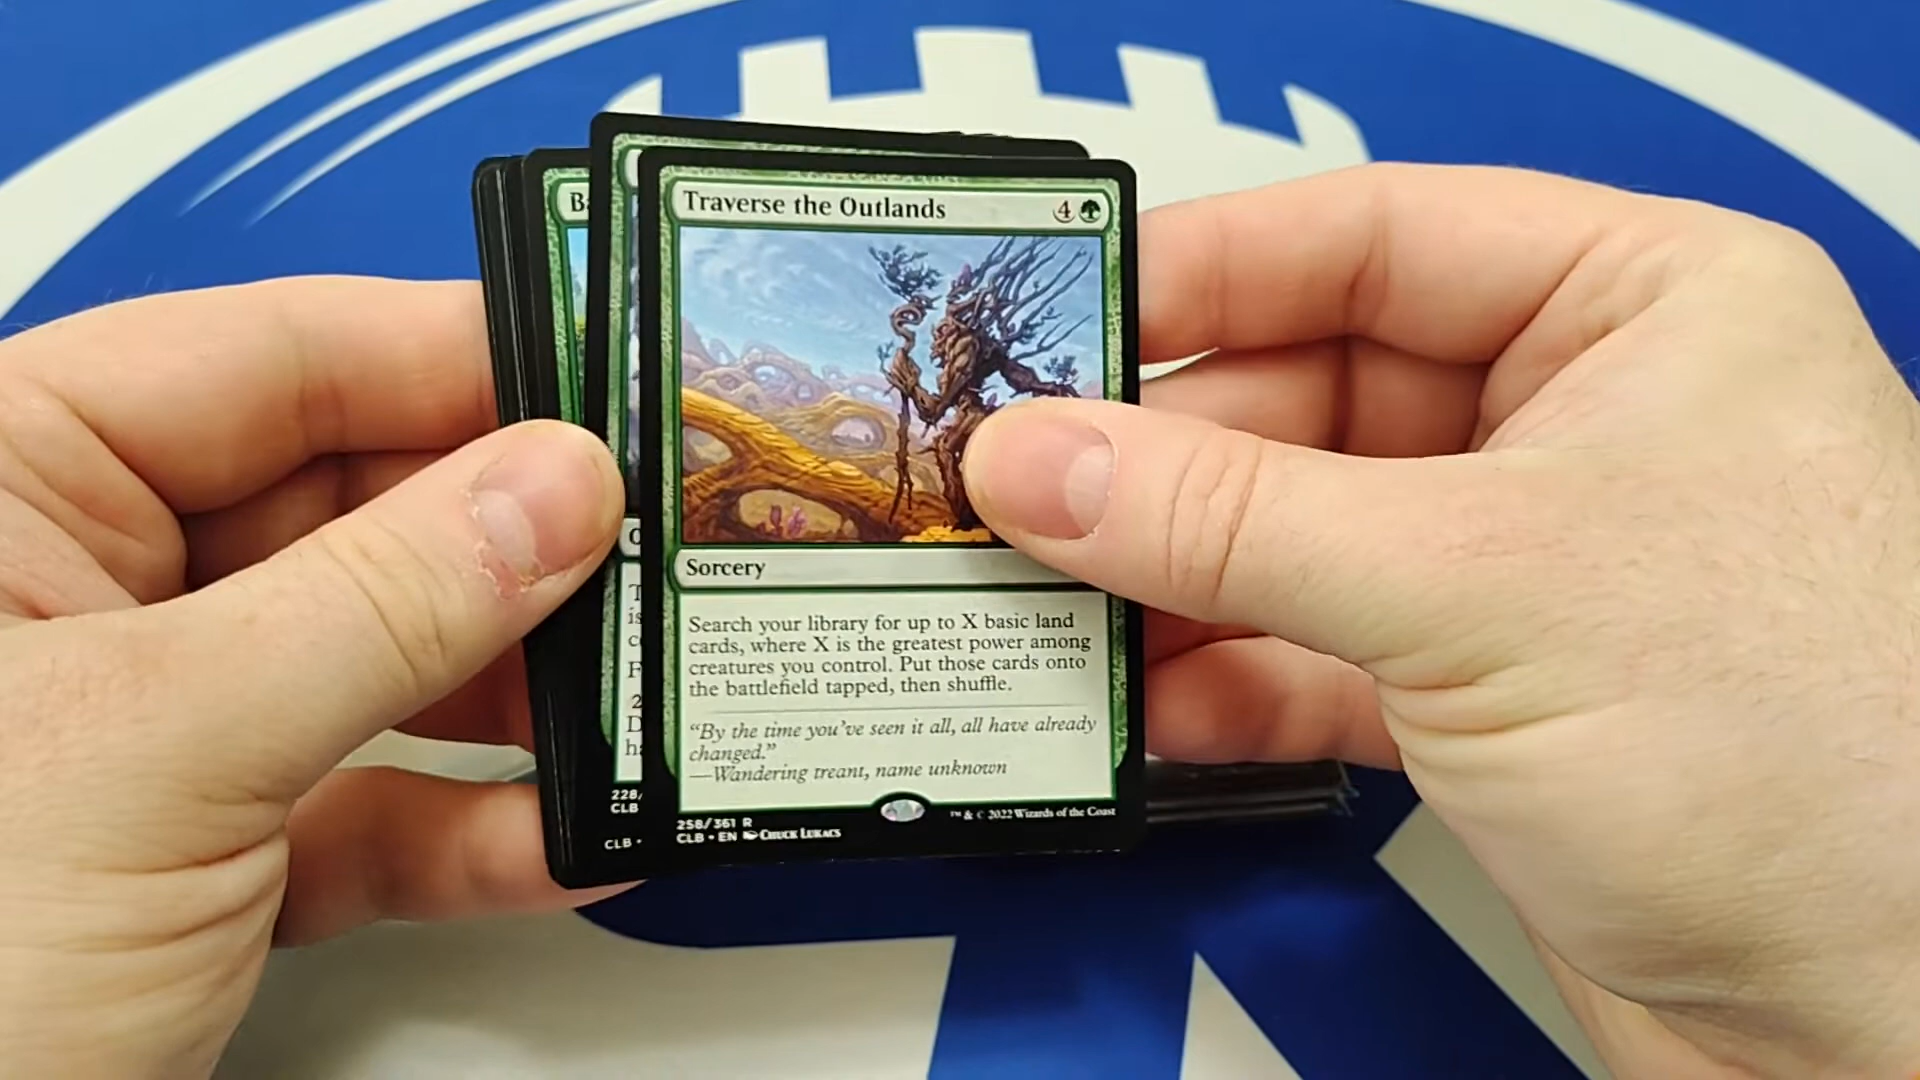 Traverse the Outlands 4
Sorcery
Search your library for up to X basic land
cards, where X is the greatest power among
creatures you control. Put those cards onto
the battlefield tapped, then shuffle.
“By the time you’ve seen it all, all have already
changed.”
—Wandering treant, name unknown
258/361 R
CLB • EN Chuck Lukacs
™ & © 2022 Wizards of the Coast
228/
CLB
CLB •